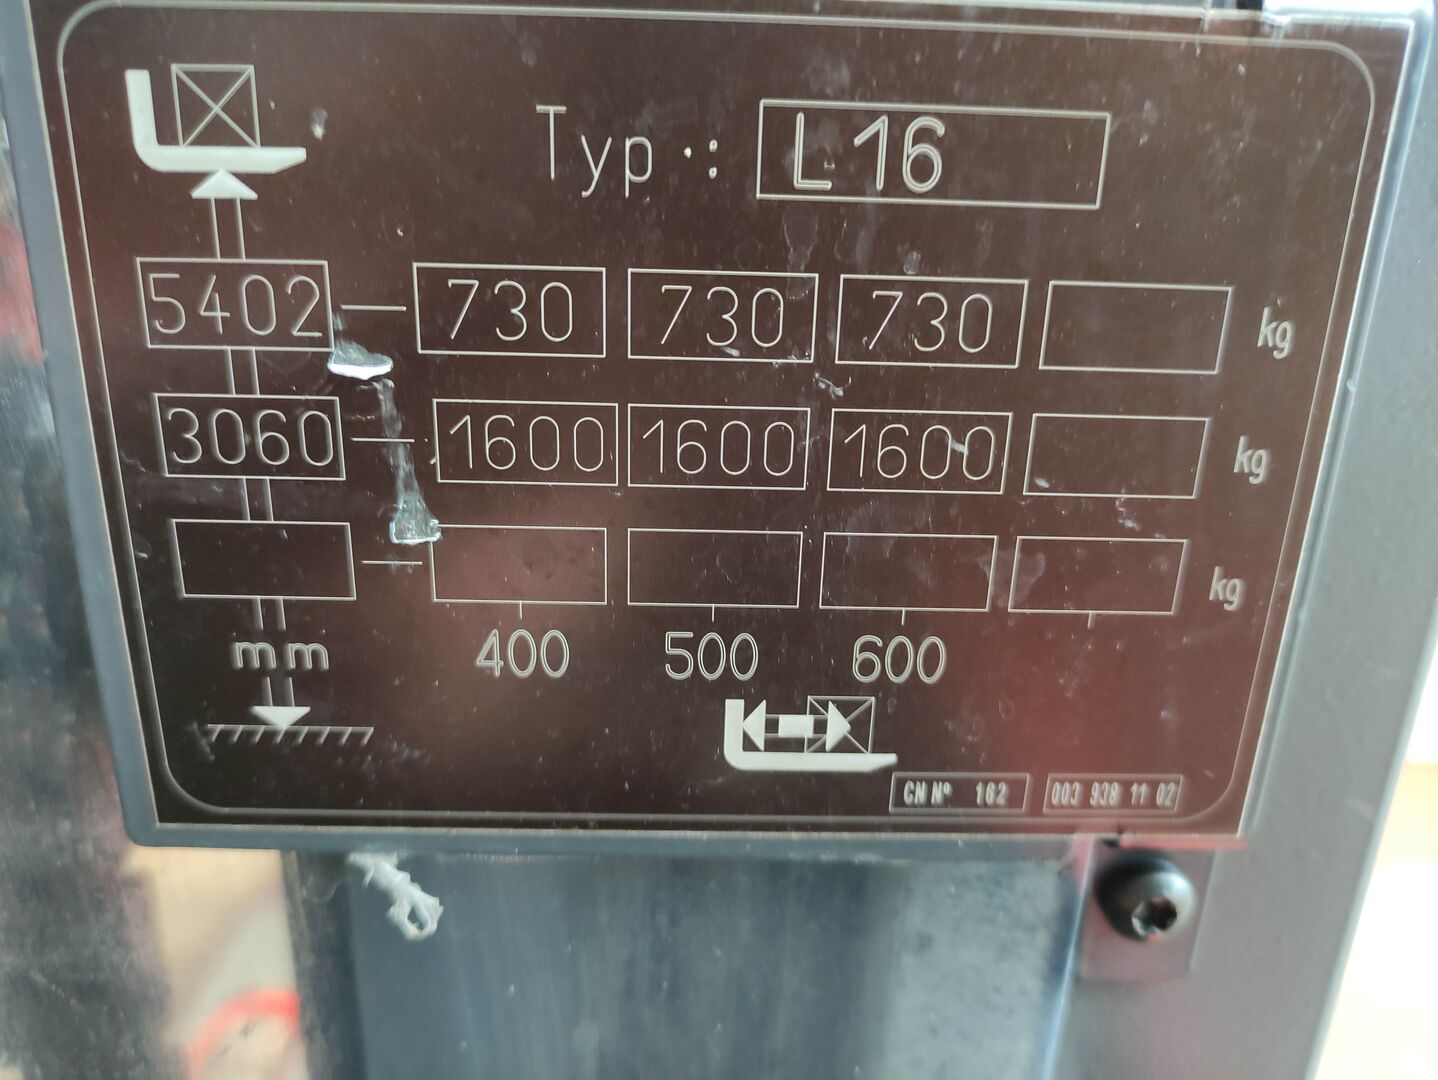 Typ : L 16
5402 730 730 730 kg
3060 1600 1600 1600 kg
kg
mm 400 500 600
CN Nº 162 003 938 11 02